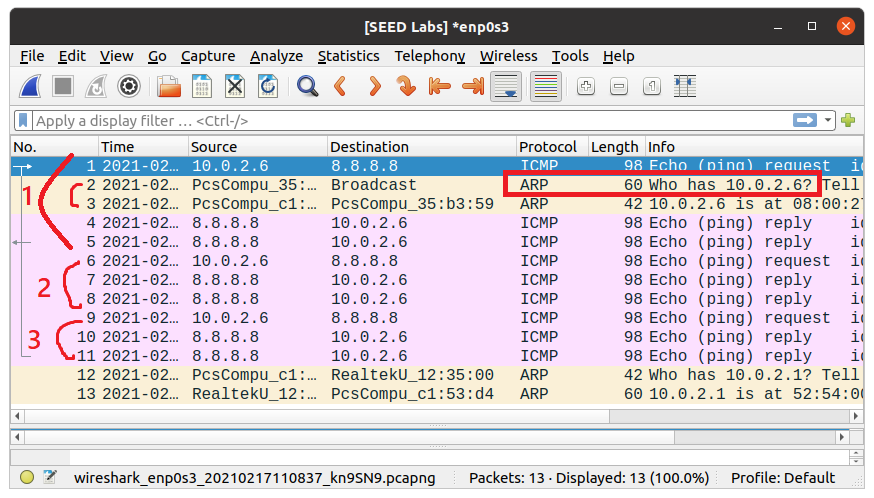 [SEED Labs] *enp0s3
File Edit View Go Capture Analyze Statistics Telephony Wireless Tools Help
Apply a display filter … <Ctrl-/>
No. Time Source Destination Protocol Length Info
1 2021-02… 10.0.2.6 8.8.8.8 ICMP 98 Echo (ping) request
1 2 2021-02… PcsCompu_35:… Broadcast ARP 60 Who has 10.0.2.6? Tell
3 2021-02… PcsCompu_c1:… PcsCompu_35:b3:59 ARP 42 10.0.2.6 is at 08:00:27
4 2021-02… 8.8.8.8 10.0.2.6 ICMP 98 Echo (ping) reply
5 2021-02… 8.8.8.8 10.0.2.6 ICMP 98 Echo (ping) reply
6 2021-02… 10.0.2.6 8.8.8.8 ICMP 98 Echo (ping) request
2 7 2021-02… 8.8.8.8 10.0.2.6 ICMP 98 Echo (ping) reply
8 2021-02… 8.8.8.8 10.0.2.6 ICMP 98 Echo (ping) reply
9 2021-02… 10.0.2.6 8.8.8.8 ICMP 98 Echo (ping) request
3 10 2021-02… 8.8.8.8 10.0.2.6 ICMP 98 Echo (ping) reply
11 2021-02… 8.8.8.8 10.0.2.6 ICMP 98 Echo (ping) reply
12 2021-02… PcsCompu_c1:… RealtekU_12:35:00 ARP 42 Who has 10.0.2.1? Tell
13 2021-02… RealtekU_12:… PcsCompu_c1:53:d4 ARP 60 10.0.2.1 is at 52:54:00
wireshark_enp0s3_20210217110837_kn9SN9.pcapng Packets: 13 · Displayed: 13 (100.0%) Profile: Default